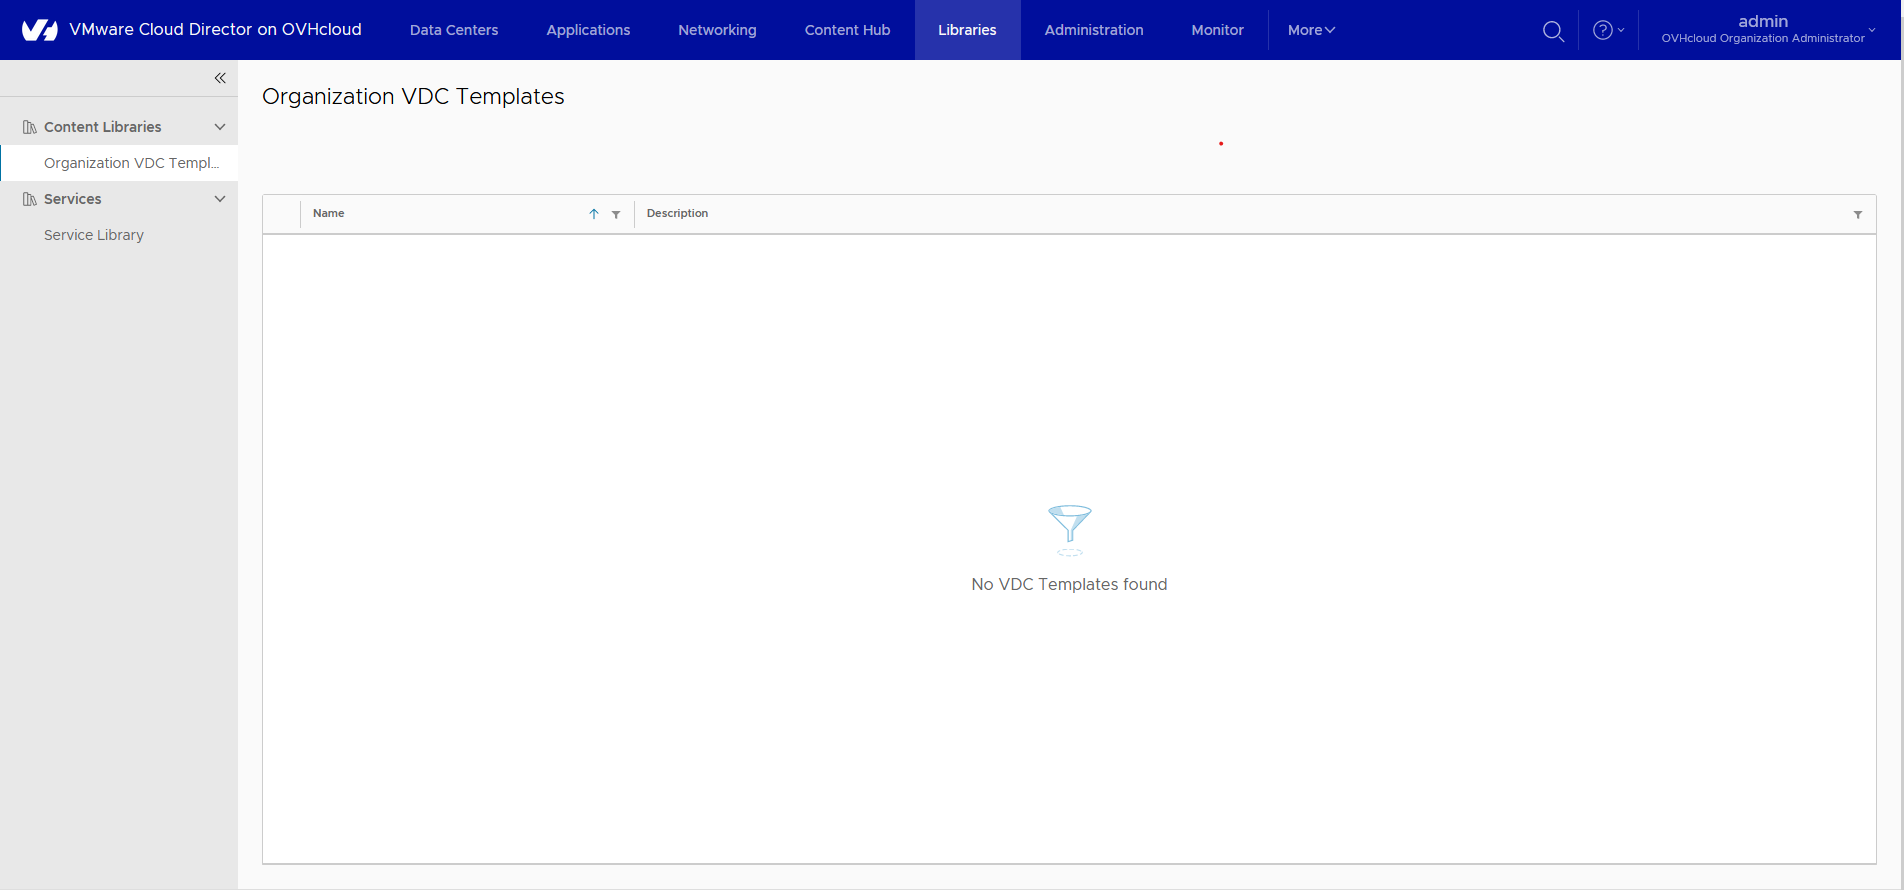 VMware Cloud Director on OVHcloud
Data Centers
Applications
Networking
Content Hub
Libraries
Administration
Monitor
More
admin
OVHcloud Organization Administrator
Content Libraries
Organization VDC Templ...
Services
Service Library
Organization VDC Templates
Name
Description
No VDC Templates found